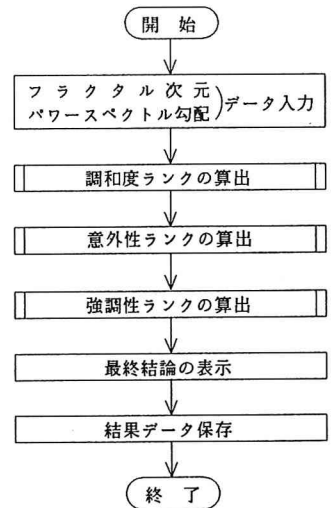 開始
フラクタル次元
パワースペクトル勾配)データ入力
調和度ランクの算出
意外性ランクの算出
強調性ランクの算出
最終結論の表示
結果データ保存
終了